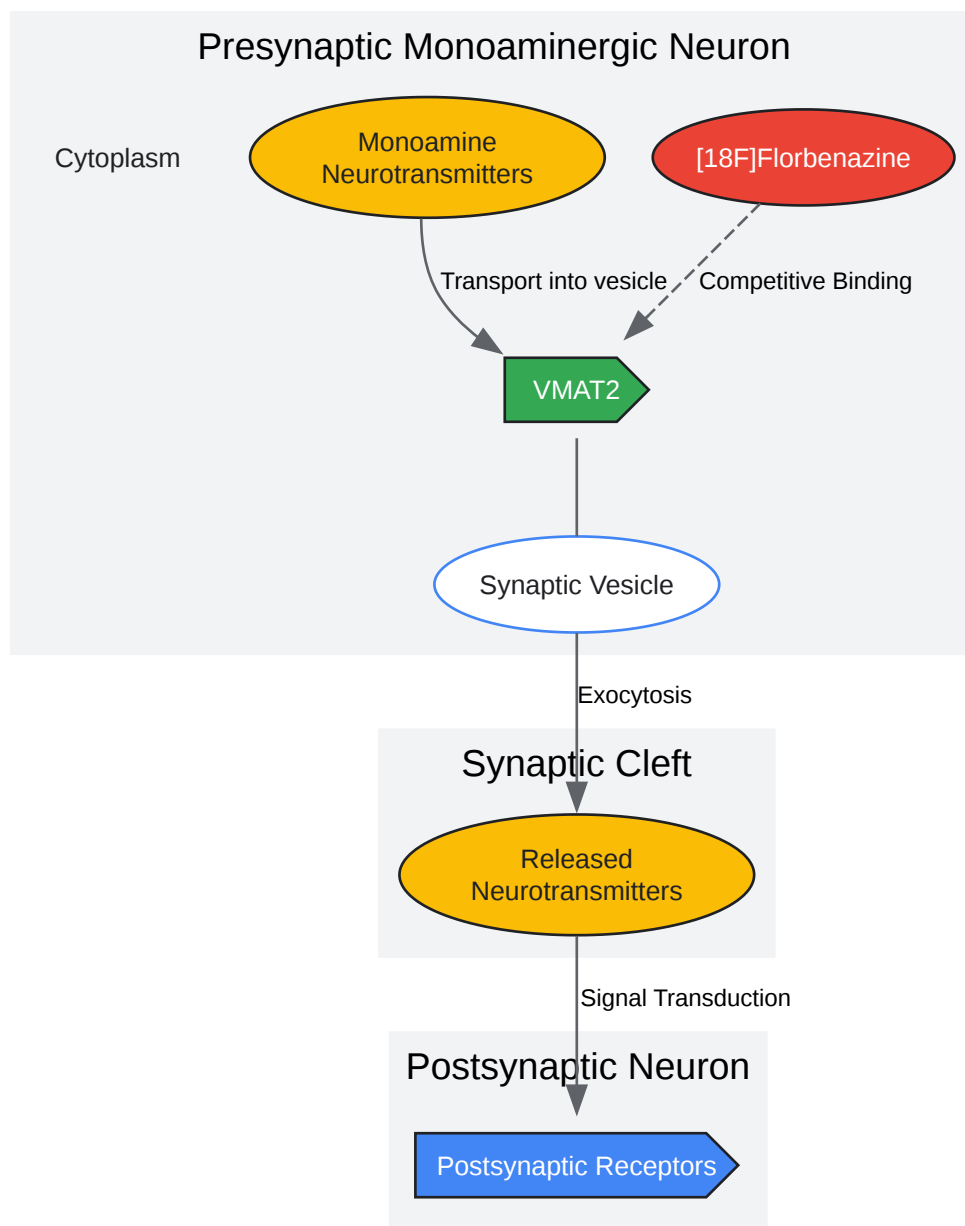 Presynaptic Monoaminergic Neuron
Cytoplasm
Monoamine
Neurotransmitters
[18F]Florbenazine
Transport into vesicle
Competitive Binding
VMAT2
Synaptic Vesicle
Exocytosis
Synaptic Cleft
Released
Neurotransmitters
Signal Transduction
Postsynaptic Neuron
Postsynaptic Receptors